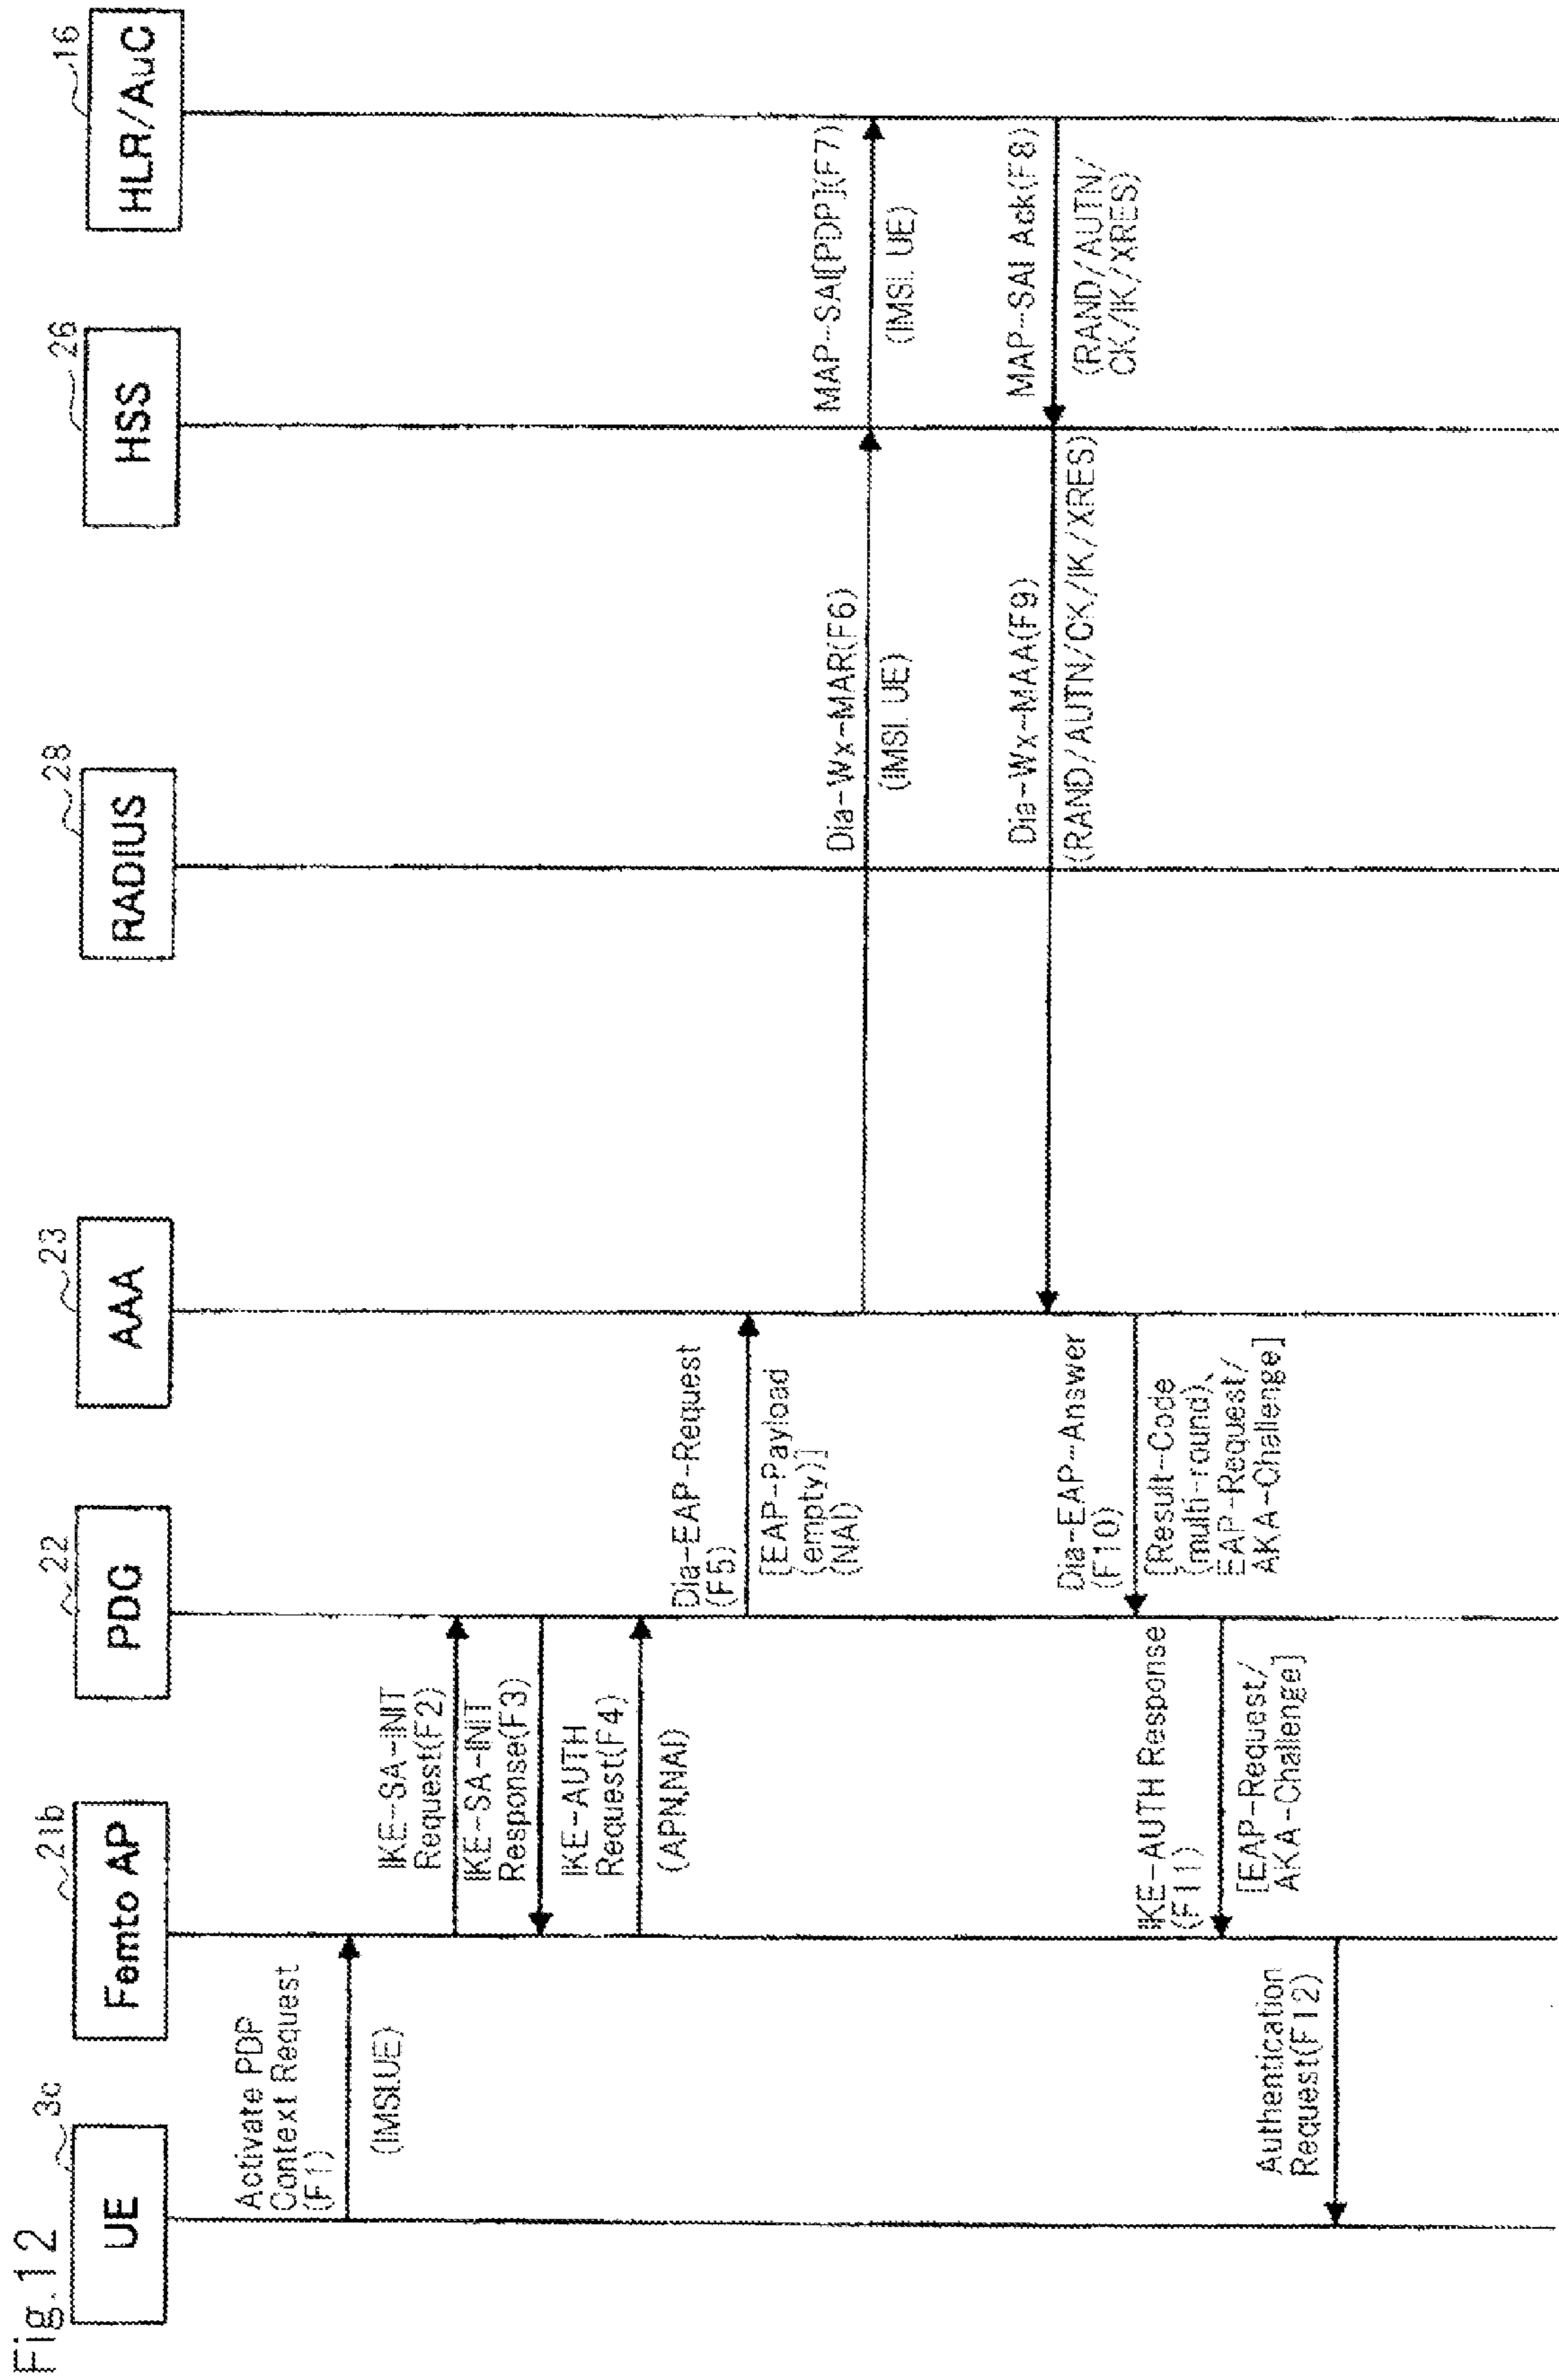 Fig.12
UE
3c
Femto AP
21b
PDG
22
AAA
23
RADIUS
28
HSS
26
HLR/AuC
16
Activate PDP
Context Request
(F1)
(IMSI.UE)
IKE-SA-INIT
Request(F2)
IKE-SA-INIT
Response(F3)
IKE-AUTH
Request(F4)
(APN,NAI)
Dia-EAP-Request
(F5)
[EAP-Payload
(empty)]
(NAI)
Dia-Wx-MAR(F6)
(IMSI. UE)
MAP-SAI[PDP](F7)
(IMSI. UE)
MAP-SAI Ack(F8)
(RAND/AUTN/
CK/IK/XRES)
Dia-Wx-MAA(F9)
(RAND/AUTN/CK/IK/XRES)
Dia-EAP-Answer
(F10)
[Result-Code
(multi-round)、
EAP-Request/
AKA-Challenge]
IKE-AUTH Response
(F11)
[EAP-Request/
AKA-Challenge]
Authentication
Request(F12)